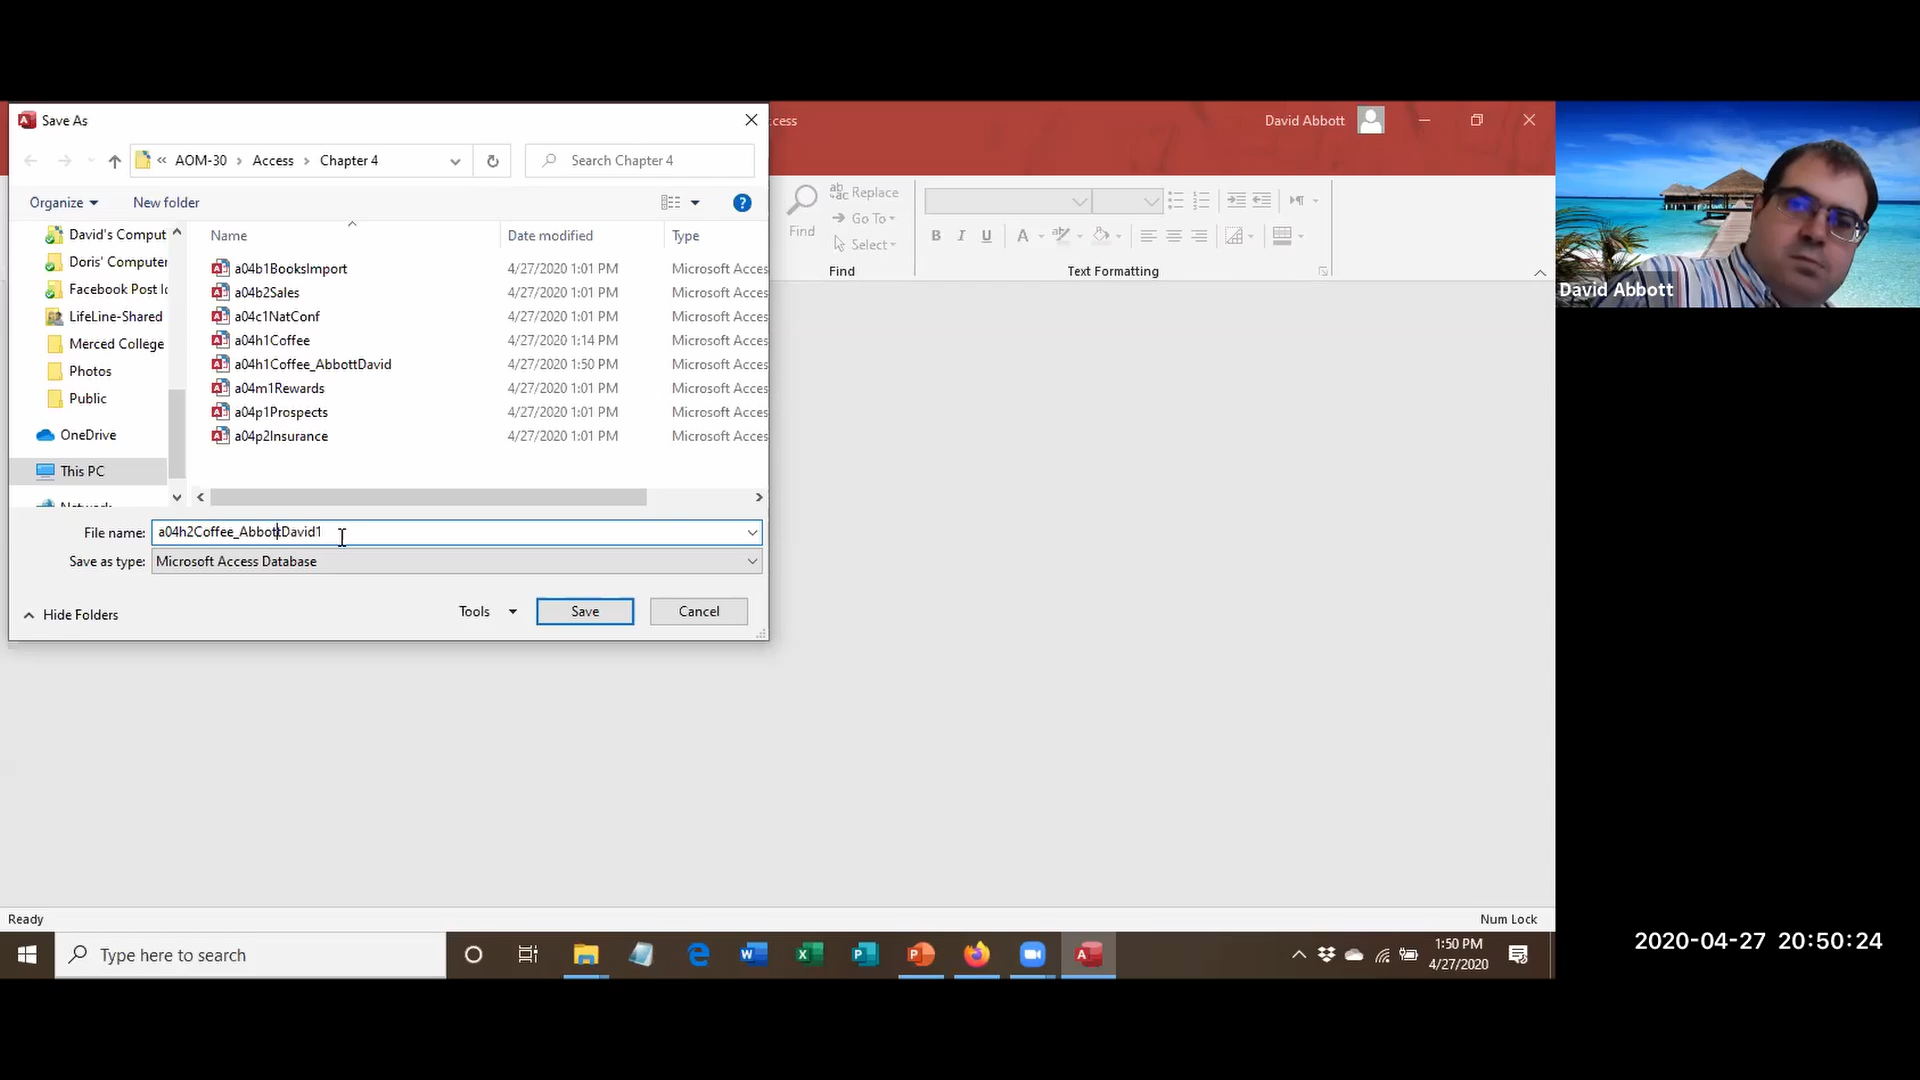 Save As
cess
David Abbott
« AOM-30 › Access › Chapter 4
Search Chapter 4
Organize
New folder
Name
Date modified
Type
David's Comput
Doris' Computer
Facebook Post Ic
LifeLine-Shared
Merced College
Photos
Public
OneDrive
This PC
a04b1BooksImport 4/27/2020 1:01 PM Microsoft Acces
a04b2Sales 4/27/2020 1:01 PM Microsoft Acces
a04c1NatConf 4/27/2020 1:01 PM Microsoft Acces
a04h1Coffee 4/27/2020 1:14 PM Microsoft Acces
a04h1Coffee_AbbottDavid 4/27/2020 1:50 PM Microsoft Acces
a04m1Rewards 4/27/2020 1:01 PM Microsoft Acces
a04p1Prospects 4/27/2020 1:01 PM Microsoft Acces
a04p2Insurance 4/27/2020 1:01 PM Microsoft Acces
File name: a04h2Coffee_AbbottDavid1
Save as type: Microsoft Access Database
Hide Folders
Tools
Save
Cancel
Find
Replace
Go To
Select
Find
B I U A
Text Formatting
David Abbott
Ready
Num Lock
Type here to search
1:50 PM
4/27/2020
2020-04-27 20:50:24